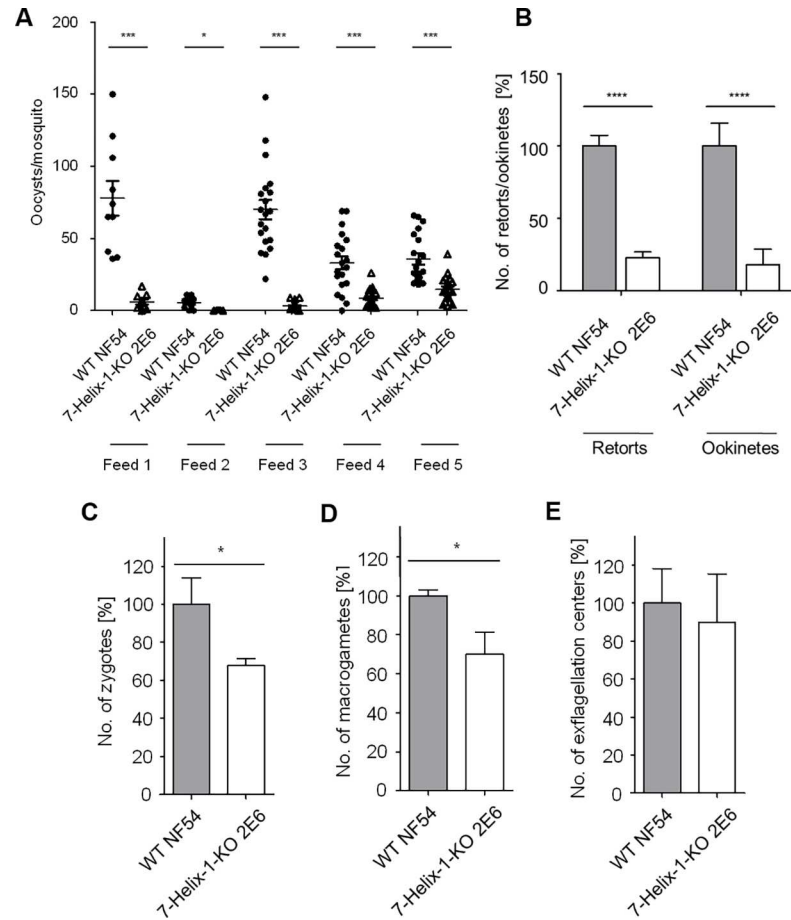 A
Oocysts/mosquito
200
150
100
50
0
***
*
***
***
***
WT NF54
7-Helix-1-KO 2E6
WT NF54
7-Helix-1-KO 2E6
WT NF54
7-Helix-1-KO 2E6
WT NF54
7-Helix-1-KO 2E6
WT NF54
7-Helix-1-KO 2E6
Feed 1
Feed 2
Feed 3
Feed 4
Feed 5
B
No. of retorts/ookinetes [%]
150
100
50
0
****
****
WT NF54
7-Helix-1-KO 2E6
WT NF54
7-Helix-1-KO 2E6
Retorts
Ookinetes
C
No. of zygotes [%]
120
100
80
60
40
20
0
*
WT NF54
7-Helix-1-KO 2E6
D
No. of macrogametes [%]
120
100
80
60
40
20
0
*
WT NF54
7-Helix-1-KO 2E6
E
No. of exflagellation centers [%]
120
100
80
60
40
20
0
WT NF54
7-Helix-1-KO 2E6